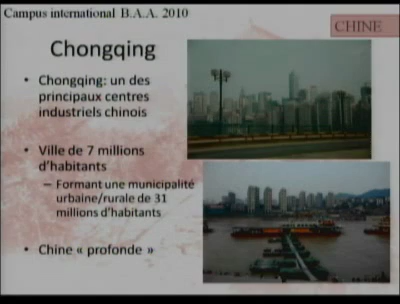 Campus international B.A.A. 2010
CHINE
Chongqing
• Chongqing: un des
principaux centres
industriels chinois
• Ville de 7 millions
d'habitants
– Formant une municipalité
urbaine/rurale de 31
millions d'habitants
• Chine « profonde »